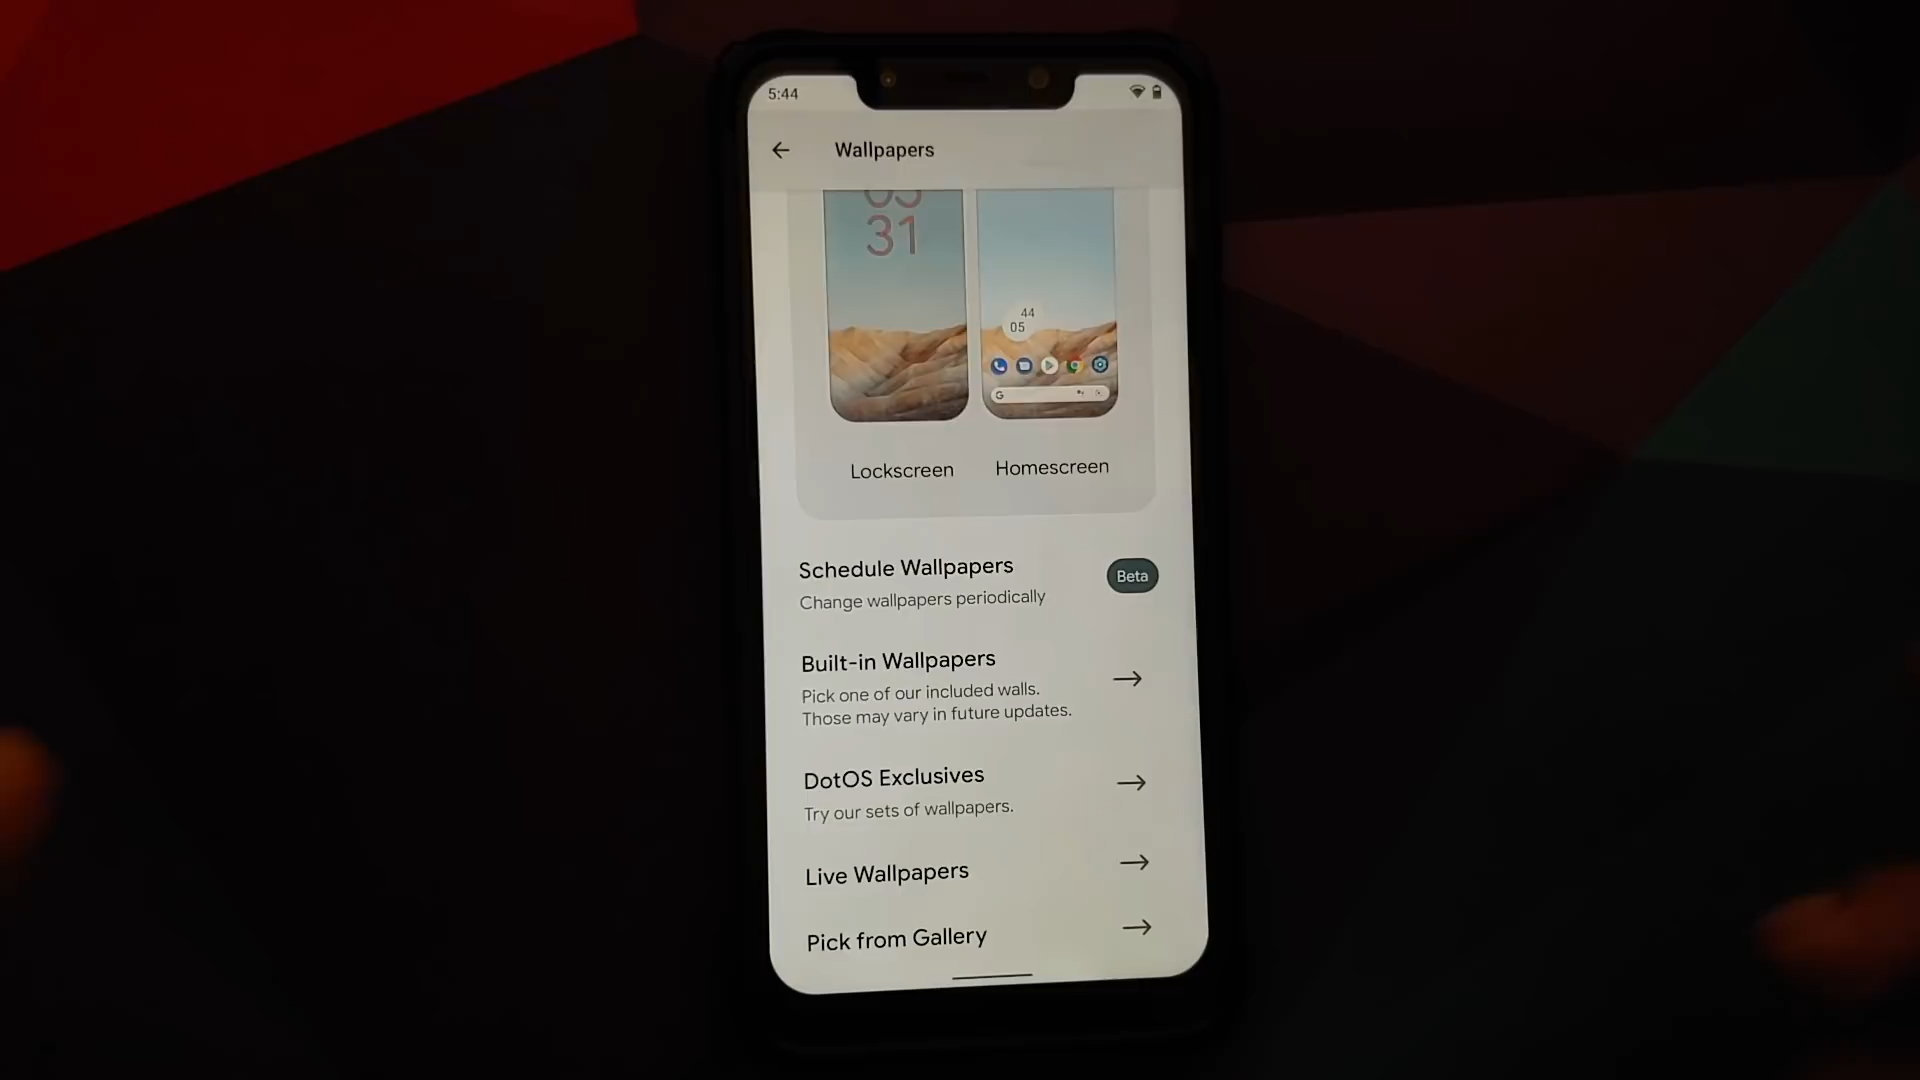 5:44
Wallpapers
31
44
05
G
Lockscreen Homescreen
Schedule Wallpapers
Change wallpapers periodically
Beta
Built-in Wallpapers
Pick one of our included walls.
Those may vary in future updates.
DotOS Exclusives
Try our sets of wallpapers.
Live Wallpapers
Pick from Gallery